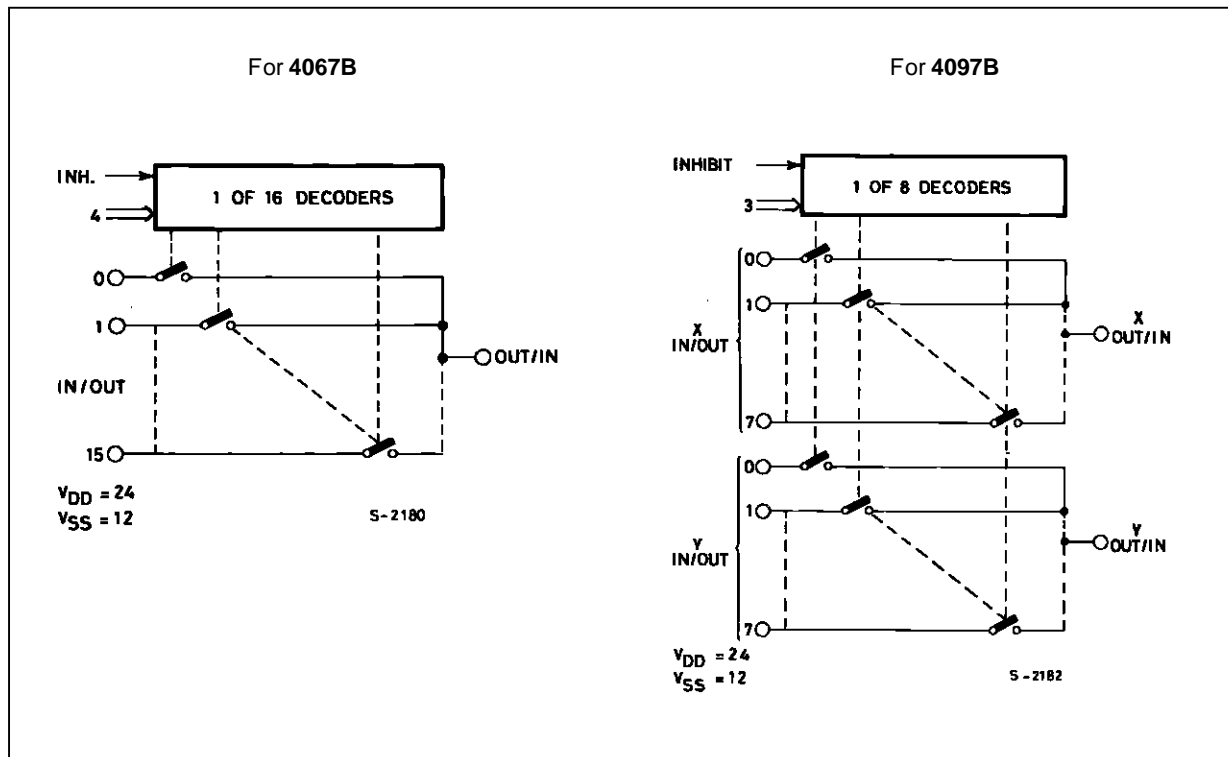 For 4067B
INH.
1 OF 16 DECODERS
4
0
1
IN/OUT
OUT/IN
15
VDD = 24
VSS = 12
S-2180
For 4097B
INHIBIT
1 OF 8 DECODERS
3
0
1
X
IN/OUT
X
OUT/IN
7
0
1
Y
IN/OUT
Y
OUT/IN
7
VDD = 24
VSS = 12
S-2182